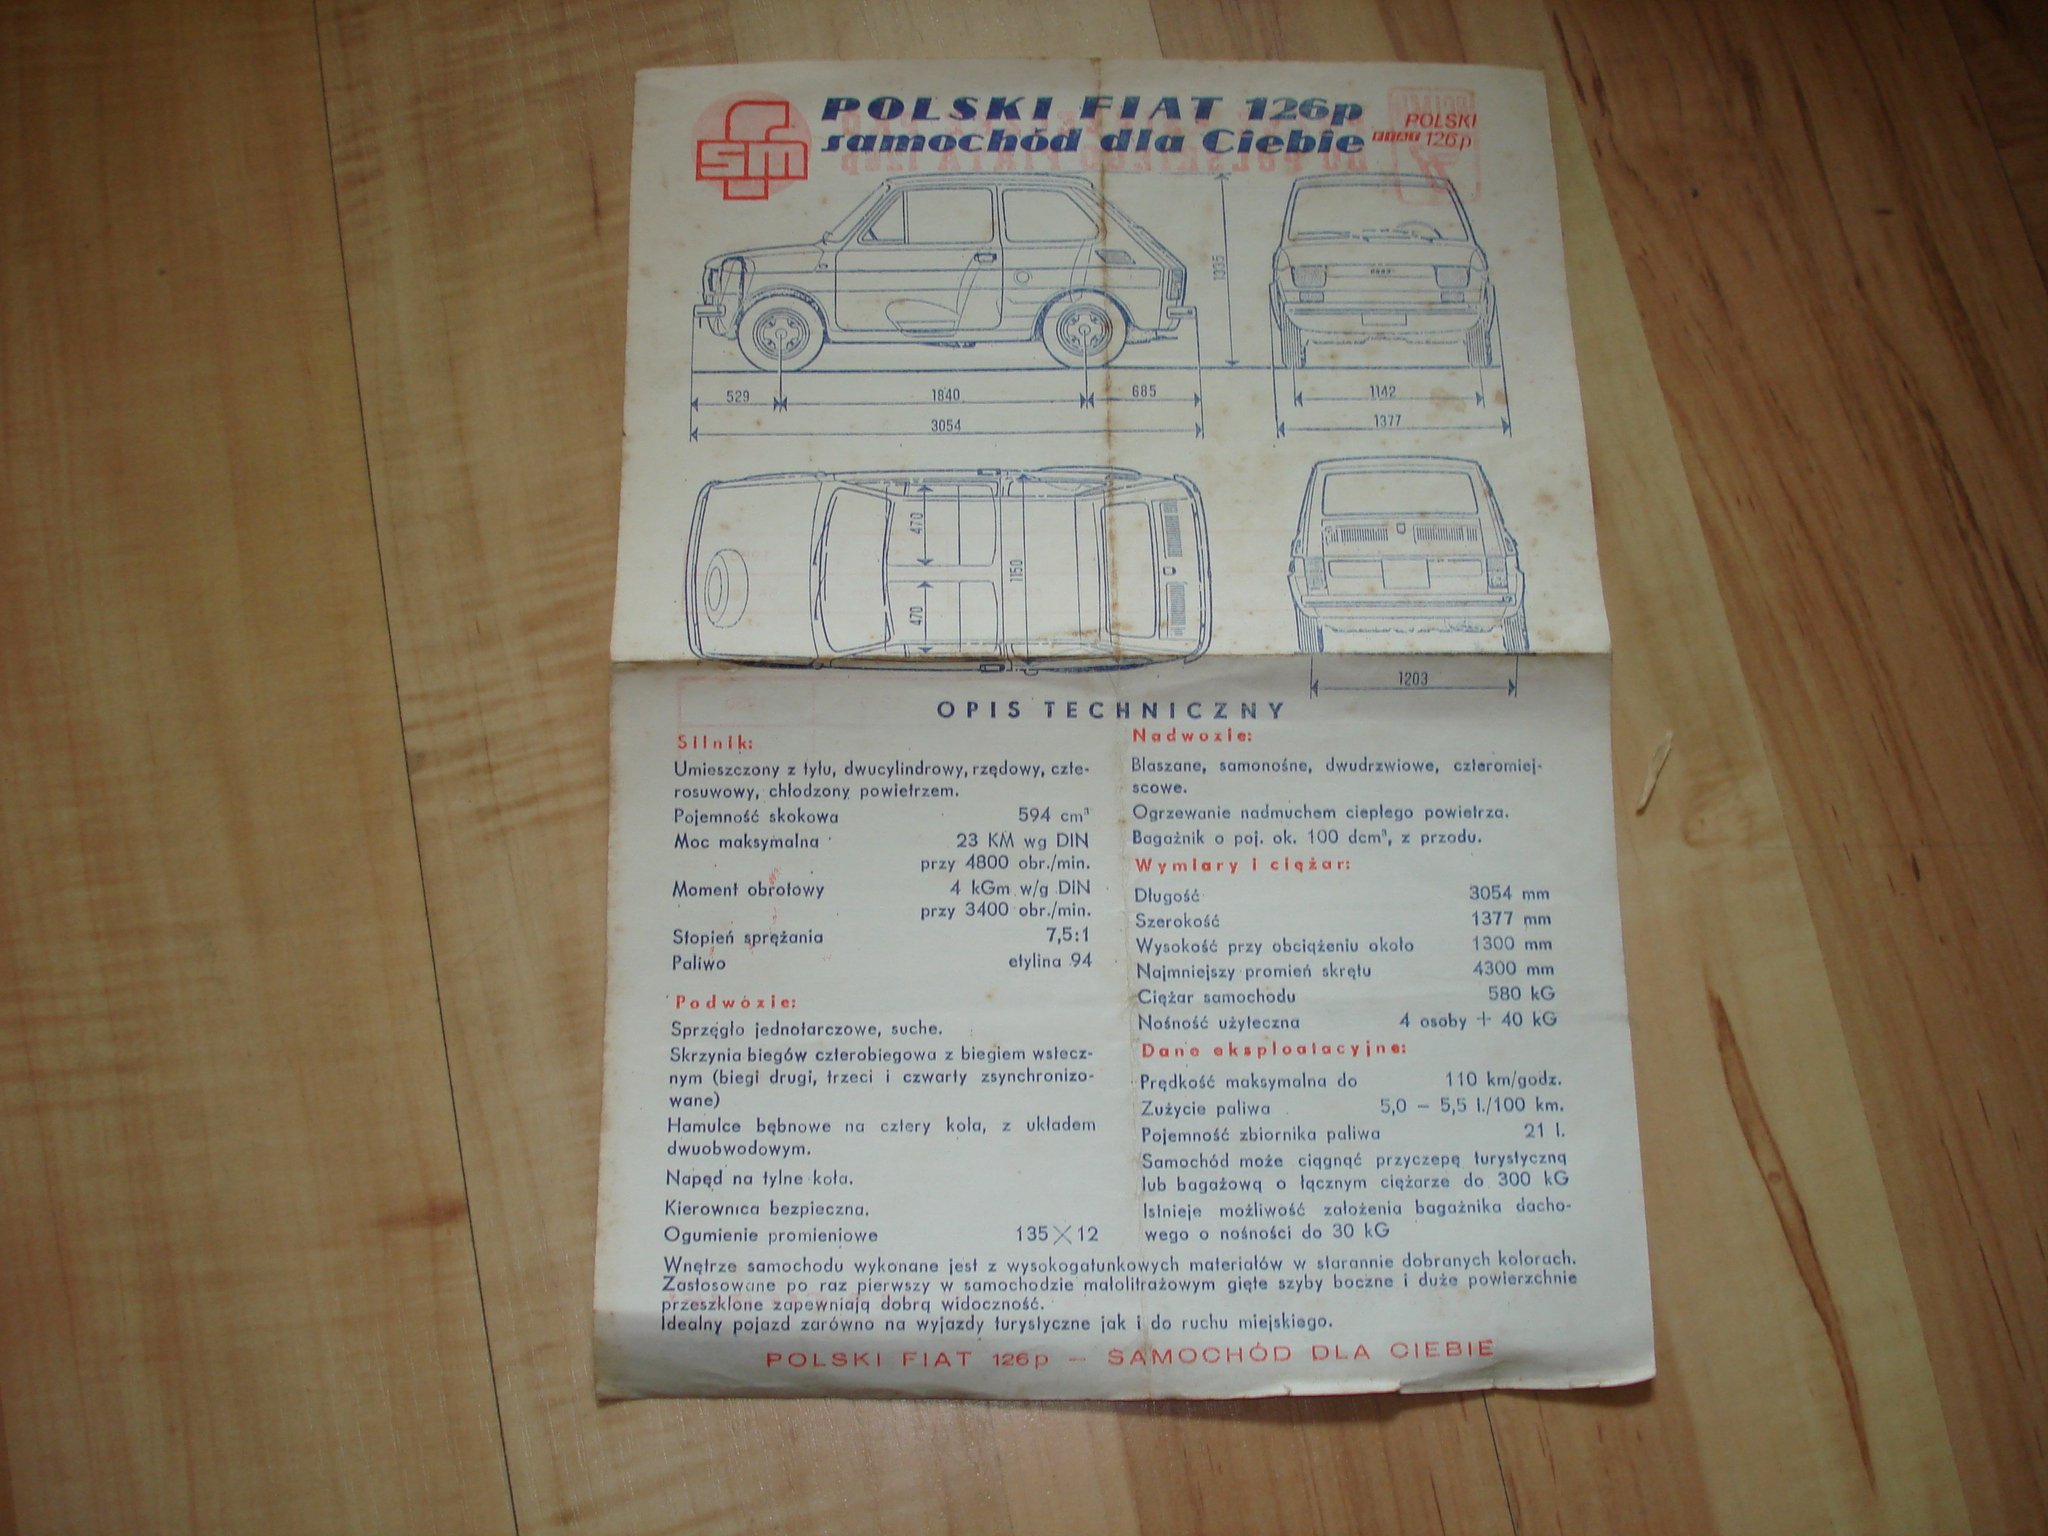 fsm
POLSKI FIAT 126p
samochód dla Ciebie
POLSKI
FIAT 126p
1335
529
1840
685
3054
1142
1377
470
470
1150
1203
OPIS TECHNICZNY
Silnik:
Umieszczony z tyłu, dwucylindrowy, rzędowy, czte-
rosuwowy, chłodzony powietrzem.
Pojemność skokowa 594 cm³
Moc maksymalna 23 KM wg DIN
przy 4800 obr./min.
Moment obrotowy 4 kGm w/g DIN
przy 3400 obr./min.
Stopień sprężania 7,5:1
Paliwo etylina 94
Podwozie:
Sprzęgło jednotarczowe, suche.
Skrzynia biegów czterobiegowa z biegiem wstecz-
nym (biegi drugi, trzeci i czwarty zsynchronizo-
wane)
Hamulce bębnowe na cztery koła, z układem
dwuobwodowym.
Napęd na tylne koła.
Kierownica bezpieczna.
Ogumienie promieniowe 135×12
Nadwozie:
Blaszane, samonośne, dwudrzwiowe, czteromiej-
scowe.
Ogrzewanie nadmuchem ciepłego powietrza.
Bagażnik o poj. ok. 100 dcm³, z przodu.
Wymiary i ciężar:
Długość 3054 mm
Szerokość 1377 mm
Wysokość przy obciążeniu około 1300 mm
Najmniejszy promień skrętu 4300 mm
Ciężar samochodu 580 kG
Nośność użyteczna 4 osoby + 40 kG
Dane eksploatacyjne:
Prędkość maksymalna do 110 km/godz.
Zużycie paliwa 5,0 – 5,5 l./100 km.
Pojemność zbiornika paliwa 21 l.
Samochód może ciągnąć przyczepę turystyczną
lub bagażową o łącznym ciężarze do 300 kG
Istnieje możliwość założenia bagażnika dacho-
wego o nośności do 30 kG
Wnętrze samochodu wykonane jest z wysokogatunkowych materiałów w starannie dobranych kolorach.
Zastosowane po raz pierwszy w samochodzie małolitrażowym gięte szyby boczne i duże powierzchnie
przeszklone zapewniają dobrą widoczność.
Idealny pojazd zarówno na wyjazdy turystyczne jak i do ruchu miejskiego.
POLSKI FIAT 126p – SAMOCHÓD DLA CIEBIE